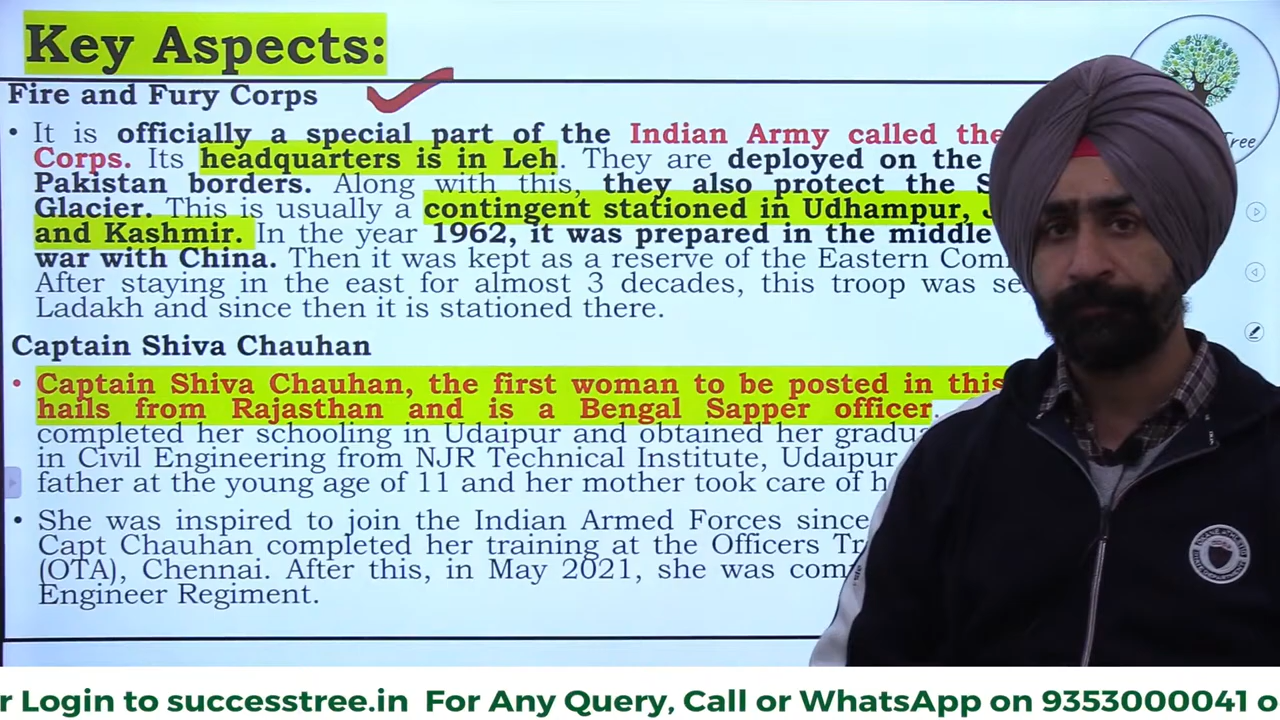 Key Aspects:
Fire and Fury Corps
• It is officially a special part of the Indian Army called the
Corps. Its headquarters is in Leh. They are deployed on the
Pakistan borders. Along with this, they also protect the S
Glacier. This is usually a contingent stationed in Udhampur, J
and Kashmir. In the year 1962, it was prepared in the middle
war with China. Then it was kept as a reserve of the Eastern Com
After staying in the east for almost 3 decades, this troop was se
Ladakh and since then it is stationed there.
Captain Shiva Chauhan
• Captain Shiva Chauhan, the first woman to be posted in this
hails from Rajasthan and is a Bengal Sapper officer.
completed her schooling in Udaipur and obtained her gradu
in Civil Engineering from NJR Technical Institute, Udaipur
father at the young age of 11 and her mother took care of h
• She was inspired to join the Indian Armed Forces since
Capt Chauhan completed her training at the Officers Tr
(OTA), Chennai. After this, in May 2021, she was com
Engineer Regiment.
ree
r Login to successtree.in For Any Query, Call or WhatsApp on 9353000041 o